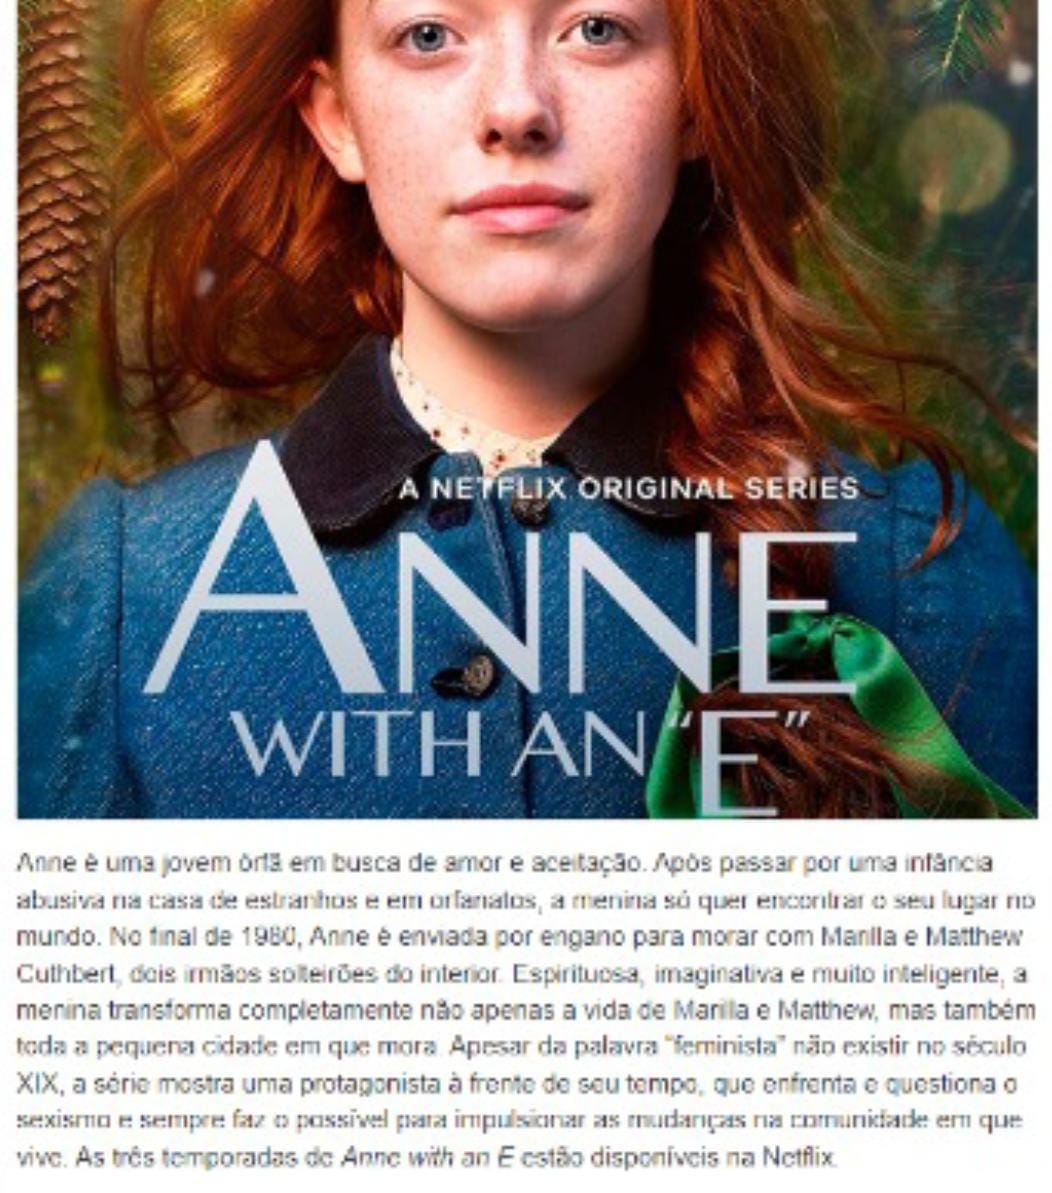 A NETFLIX ORIGINAL SERIES
ANNE
WITH AN "E"
Anne é uma jovem órfã em busca de amor e aceitação. Após passar por uma infância
abusiva na casa de estranhos e em orfanatos, a menina só quer encontrar o seu lugar no
mundo. No final de 1980, Anne é enviada por engano para morar com Marilla e Matthew
Cuthbert, dois irmãos solteirões do interior. Espirituosa, imaginativa e muito inteligente, a
menina transforma completamente não apenas a vida de Marilla e Matthew, mas também
toda a pequena cidade em que mora. Apesar da palavra "feminista" não existir no século
XIX, a série mostra uma protagonista à frente de seu tempo, que enfrenta e questiona o
sexismo e sempre faz o possível para impulsionar as mudanças na comunidade em que
vive. As três temporadas de Anne with an E estão disponíveis na Netflix.